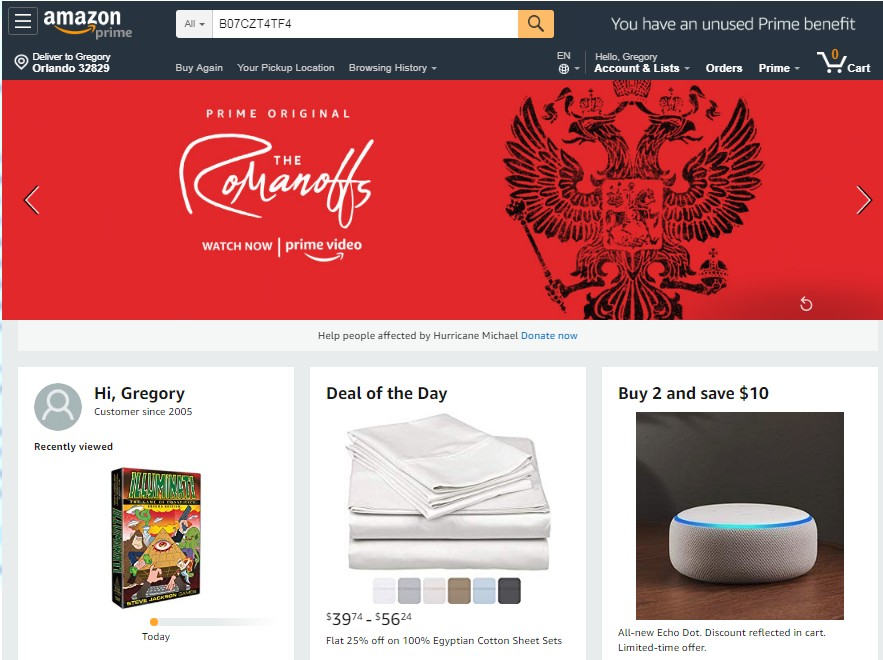 amazon
prime
All
B07CZT4TF4
You have an unused Prime benefit
Deliver to Gregory
Orlando 32829
Buy Again
Your Pickup Location
Browsing History
EN
Hello, Gregory
Account & Lists
Orders
Prime
0
Cart
PRIME ORIGINAL
THE
Romanoffs
WATCH NOW | prime video
Help people affected by Hurricane Michael Donate now
Hi, Gregory
Customer since 2005
Recently viewed
ILLUMINATI
THE GAME OF CONSPIRACY
STEVE JACKSON GAMES
Today
Deal of the Day
$39.74 - $56.24
Flat 25% off on 100% Egyptian Cotton Sheet Sets
Buy 2 and save $10
All-new Echo Dot. Discount reflected in cart.
Limited-time offer.